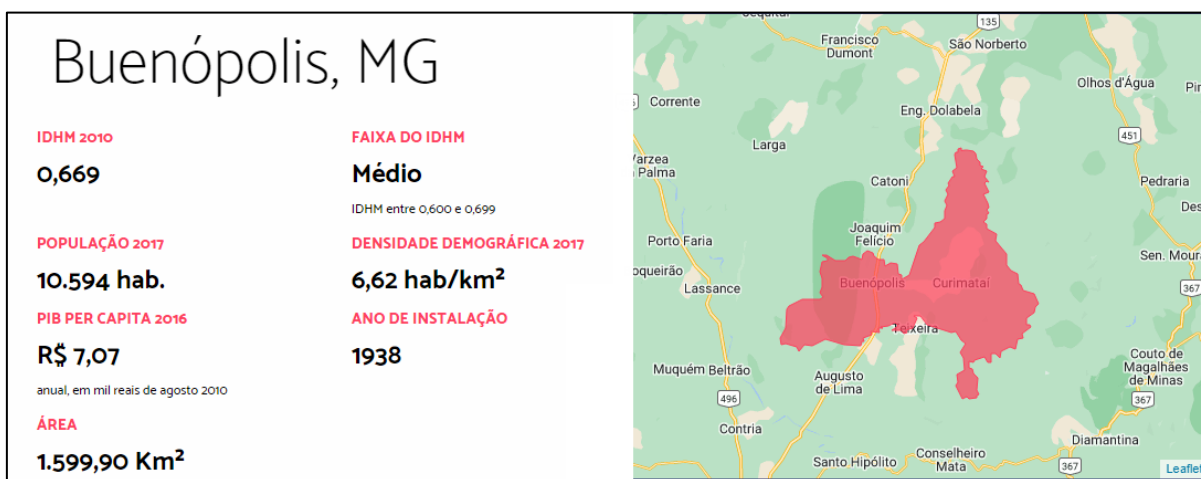 Buenópolis, MG
IDHM 2010
0,669
FAIXA DO IDHM
Médio
IDHM entre 0,600 e 0,699
POPULAÇÃO 2017
10.594 hab.
DENSIDADE DEMOGRÁFICA 2017
6,62 hab/km²
PIB PER CAPITA 2016
R$ 7,07
anual, em mil reais de agosto 2010
ANO DE INSTALAÇÃO
1938
ÁREA
1.599,90 Km²
135
Francisco
Dumont
São Norberto
Olhos d'Água
Corrente
Eng. Dolabela
451
Larga
Varzea
Palma
Catoni
Pedraria
Joaquim
Felício
Porto Faria
Sen. Mour
oqueirão
Lassance
Buenópolis
Curimataí
367
Teixeira
Couto de
Magalhães
de Minas
Muquém
Beltrão
Augusto
de Lima
496
367
Contria
Diamantina
Conselheiro
Mata
Santo Hipólito
367
Leaflet